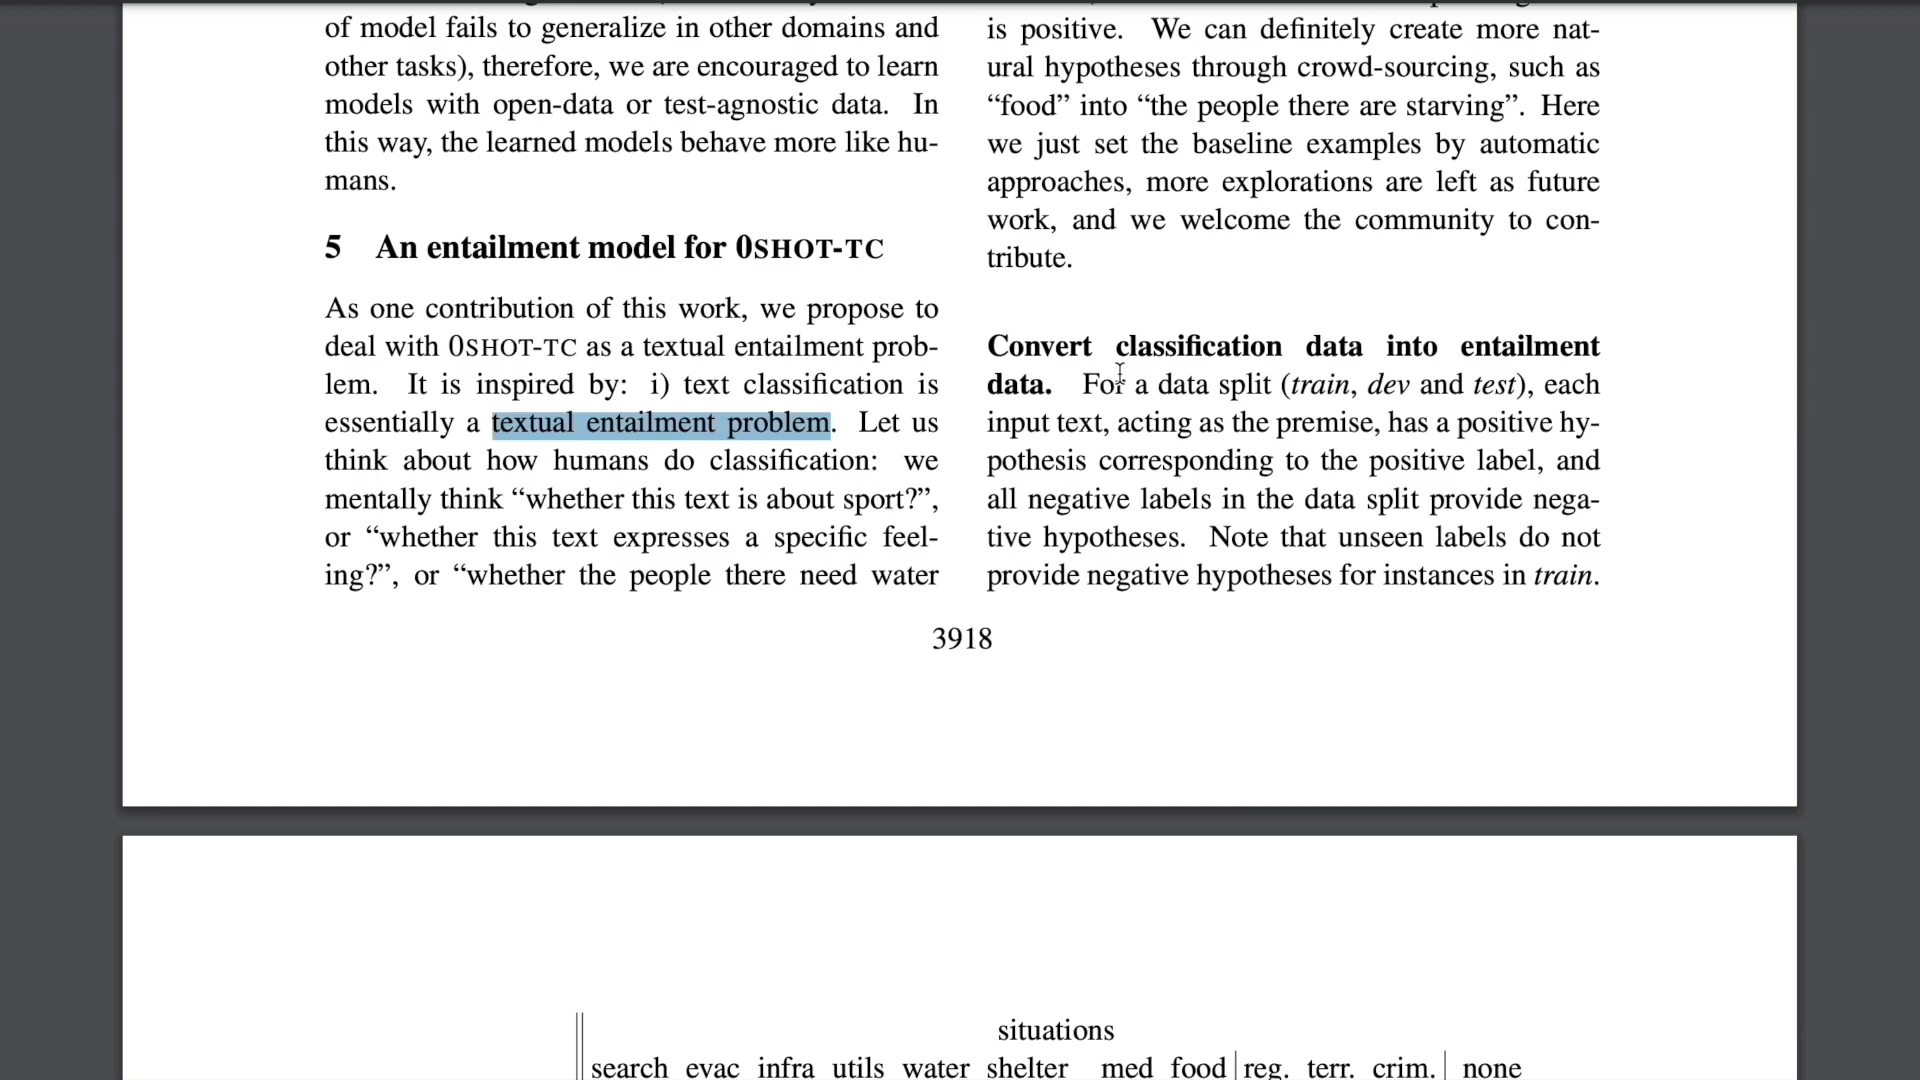 of model fails to generalize in other domains and
other tasks), therefore, we are encouraged to learn
models with open-data or test-agnostic data. In
this way, the learned models behave more like hu-
mans.
5 An entailment model for 0SHOT-TC
As one contribution of this work, we propose to
deal with 0SHOT-TC as a textual entailment prob-
lem. It is inspired by: i) text classification is
essentially a textual entailment problem. Let us
think about how humans do classification: we
mentally think “whether this text is about sport?”,
or “whether this text expresses a specific feel-
ing?”, or “whether the people there need water
is positive. We can definitely create more nat-
ural hypotheses through crowd-sourcing, such as
“food” into “the people there are starving”. Here
we just set the baseline examples by automatic
approaches, more explorations are left as future
work, and we welcome the community to con-
tribute.
Convert classification data into entailment
data. For a data split (train, dev and test), each
input text, acting as the premise, has a positive hy-
pothesis corresponding to the positive label, and
all negative labels in the data split provide nega-
tive hypotheses. Note that unseen labels do not
provide negative hypotheses for instances in train.
3918
situations
search evac infra utils water shelter med food reg. terr. crim. none